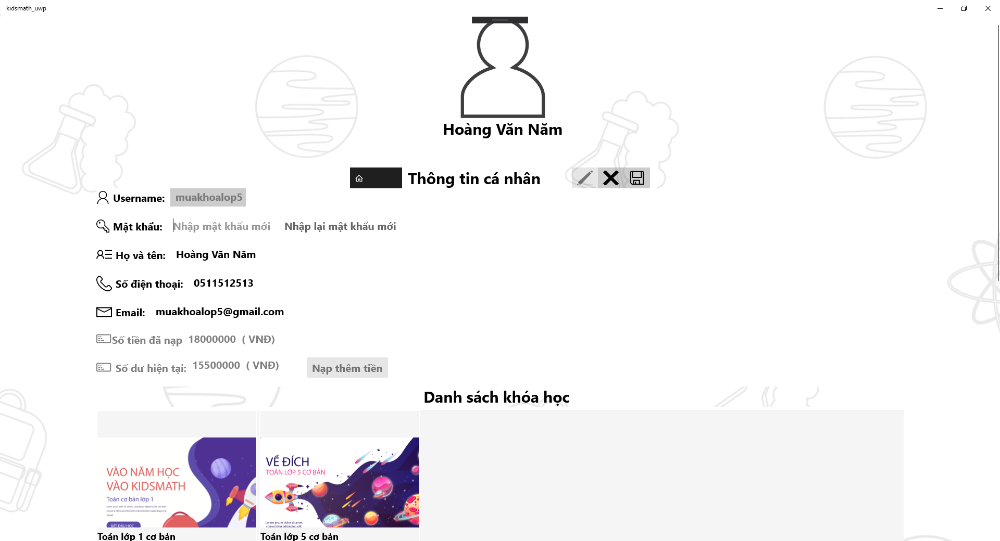 kidsmath_uwp
Hoàng Văn Năm
Thông tin cá nhân
Username: muakhoalop5
Mật khẩu: Nhập mật khẩu mới Nhập lại mật khẩu mới
Họ và tên: Hoàng Văn Năm
Số điện thoại: 0511512513
Email: muakhoalop5@gmail.com
Số tiền đã nạp 18000000 ( VNĐ)
Số dư hiện tại: 15500000 ( VNĐ) Nạp thêm tiền
Danh sách khóa học
VÀO NĂM HỌC
VÀO KIDSMATH
Toán cơ bản lớp 1
BẮT ĐẦU HỌC
Toán lớp 1 cơ bản
VỀ ĐÍCH
TOÁN LỚP 5 CƠ BẢN
Lorem ipsum dolor sit amet,
consectetur adipiscing elit.
Toán lớp 5 cơ bản